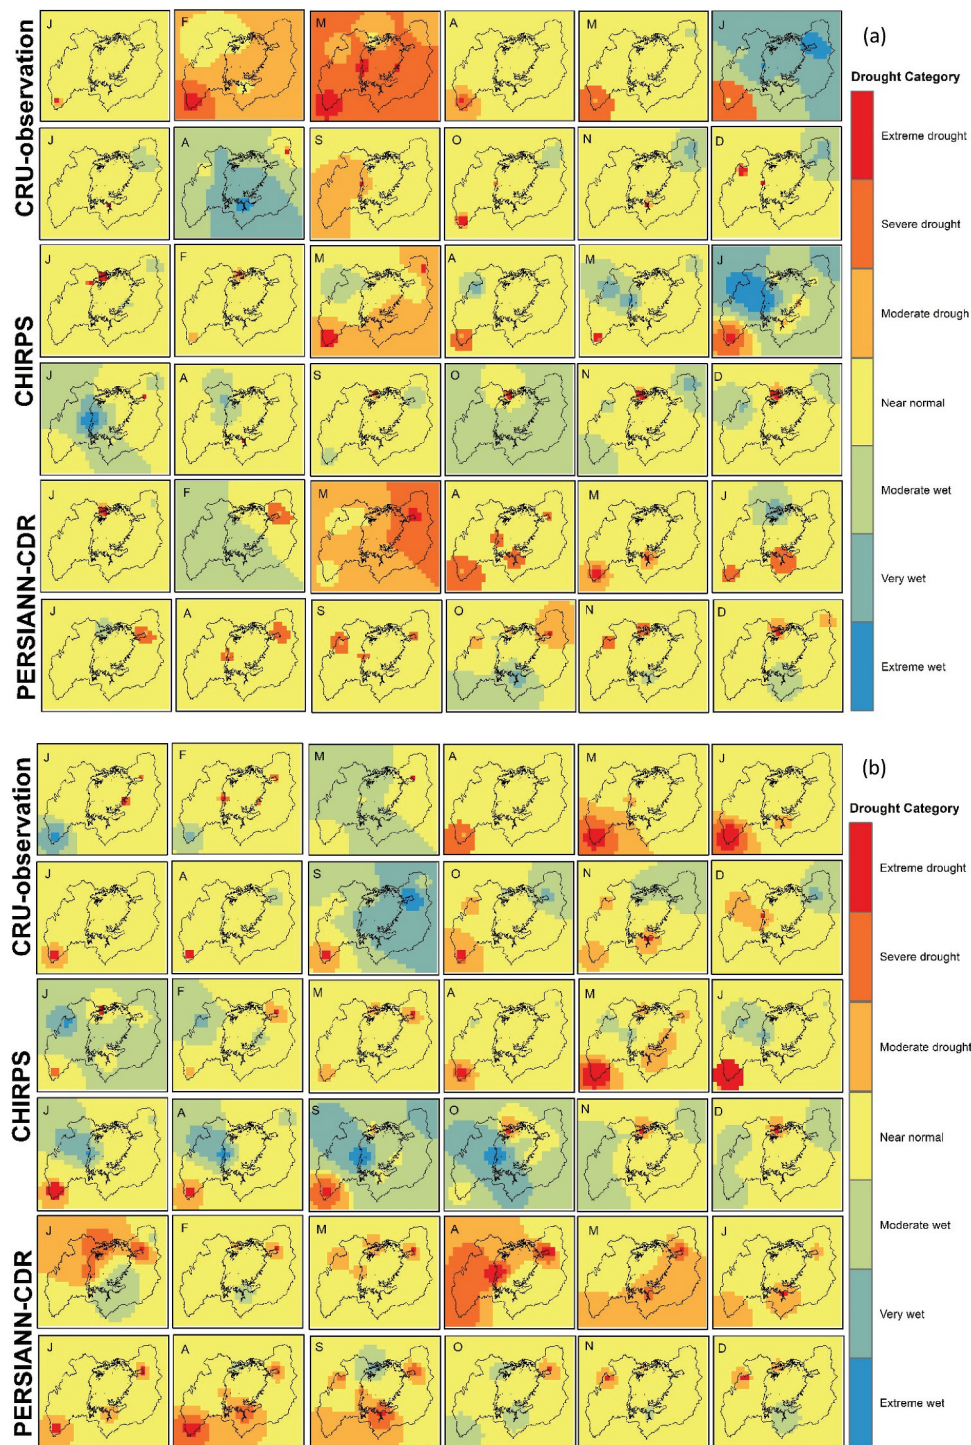 CRU-observation
J F M A M J
J A S O N D
CHIRPS
J F M A M J
J A S O N D
PERSIANN-CDR
J F M A M J
J A S O N D
(a)
Drought Category
Extreme drought
Severe drought
Moderate drough
Near normal
Moderate wet
Very wet
Extreme wet
CRU-observation
J F M A M J
J A S O N D
CHIRPS
J F M A M J
J A S O N D
PERSIANN-CDR
J F M A M J
J A S O N D
(b)
Drought Category
Extreme drought
Severe drought
Moderate drought
Near normal
Moderate wet
Very wet
Extreme wet